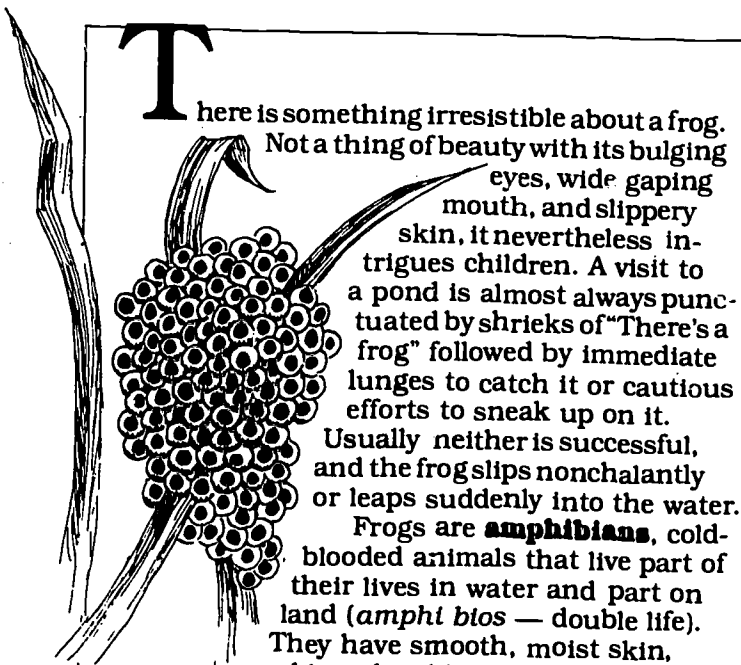 There is something irresistible about a frog.
Not a thing of beauty with its bulging
eyes, wide gaping
mouth, and slippery
skin, it nevertheless in-
trigues children. A visit to
a pond is almost always punc-
tuated by shrieks of "There's a
frog" followed by immediate
lunges to catch it or cautious
efforts to sneak up on it.
Usually neither is successful,
and the frog slips nonchalantly
or leaps suddenly into the water.
Frogs are amphibians, cold-
blooded animals that live part of
their lives in water and part on
land (amphi bios — double life).
They have smooth, moist skin,